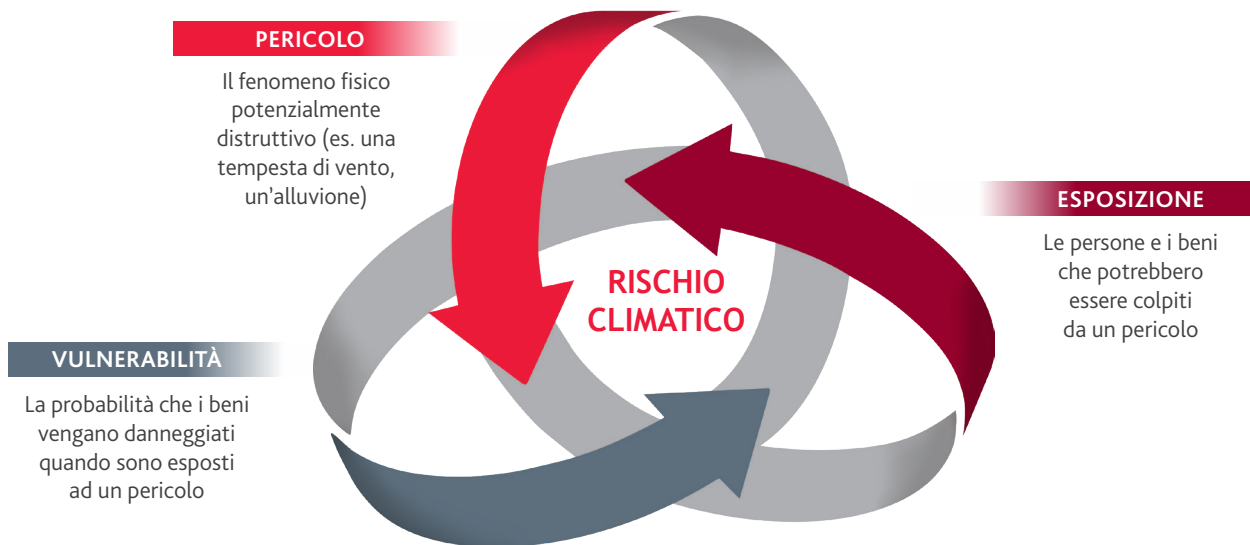 PERICOLO
Il fenomeno fisico
potenzialmente
distruttivo (es. una
tempesta di vento,
un’alluvione)
ESPOSIZIONE
Le persone e i beni
che potrebbero
essere colpiti
da un pericolo
RISCHIO
CLIMATICO
VULNERABILITÀ
La probabilità che i beni
vengano danneggiati
quando sono esposti
ad un pericolo